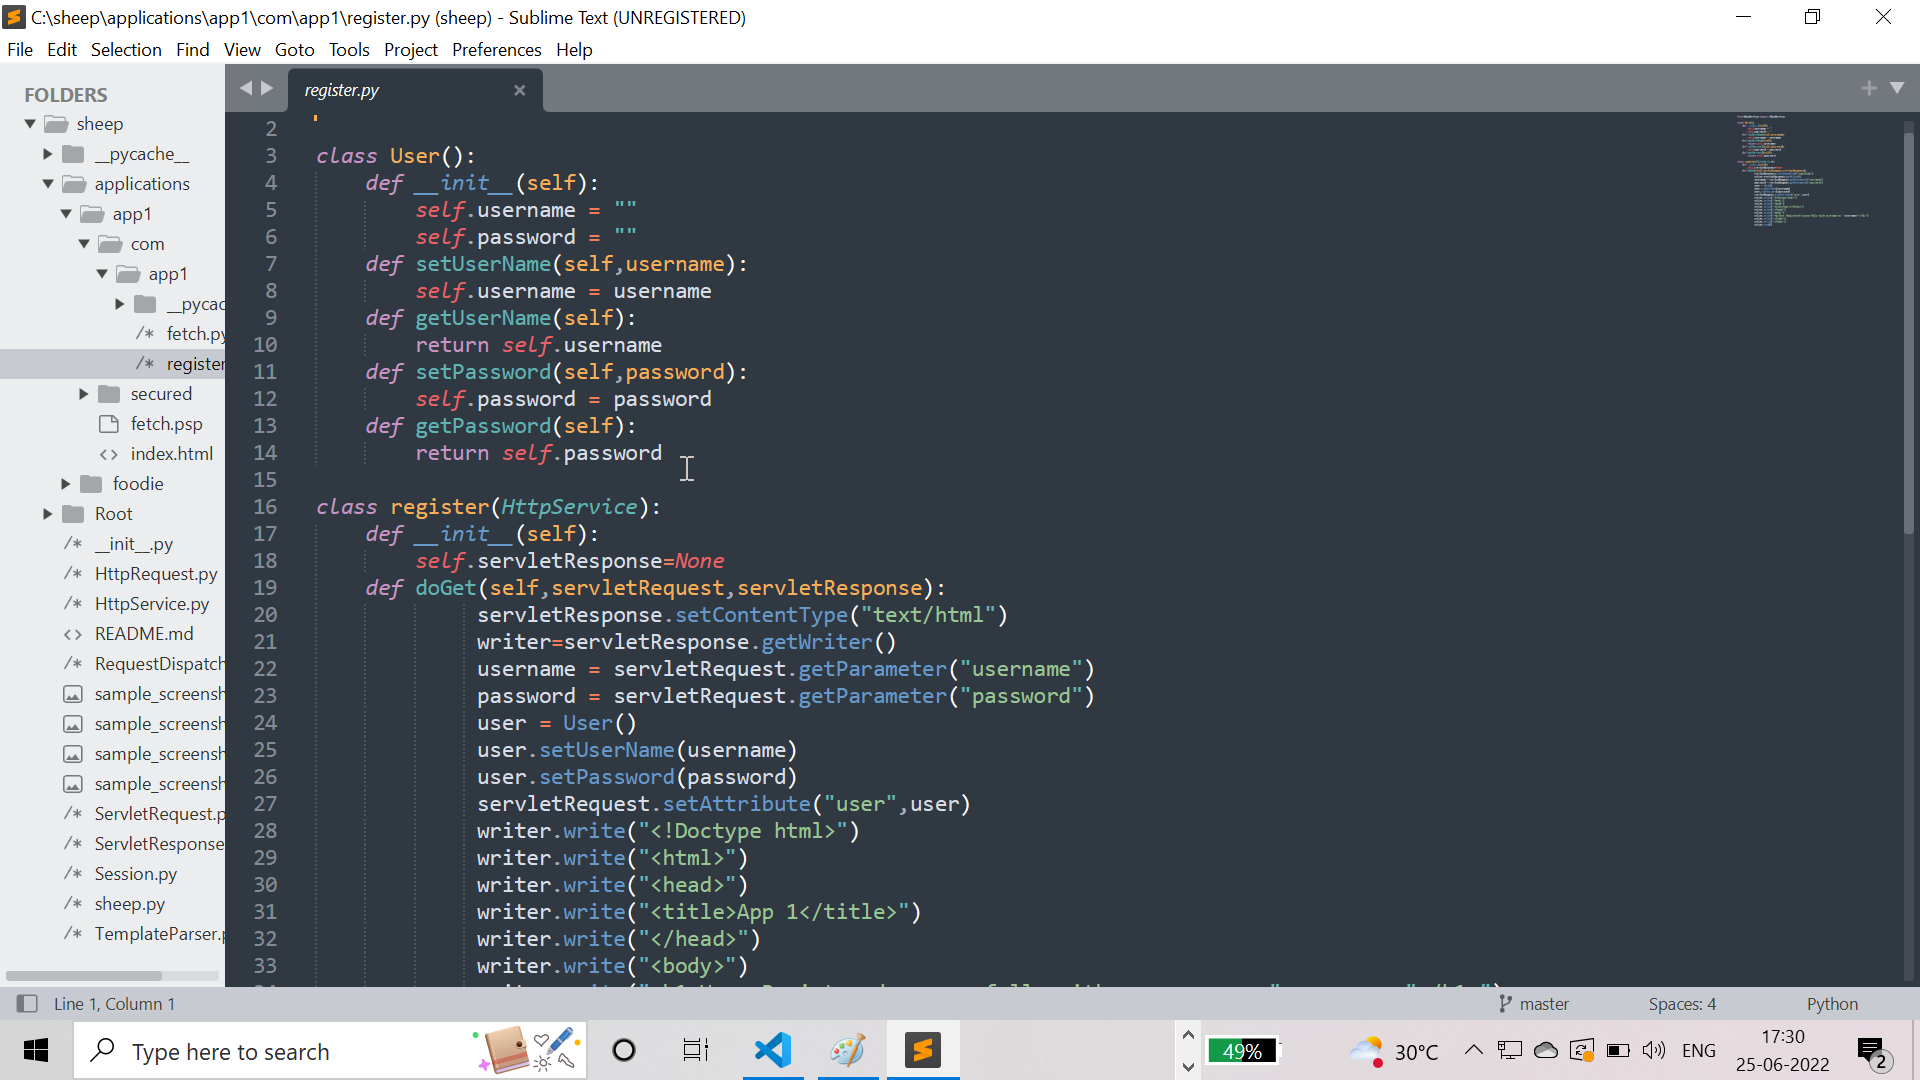 C:\sheep\applications\app1\com\app1\register.py (sheep) - Sublime Text (UNREGISTERED)
File Edit Selection Find View Goto Tools Project Preferences Help
FOLDERS
sheep
__pycache__
applications
app1
com
app1
__pycac
fetch.py
register
secured
fetch.psp
index.html
foodie
Root
__init__.py
HttpRequest.py
HttpService.py
README.md
RequestDispatch
sample_screensh
sample_screensh
sample_screensh
sample_screensh
ServletRequest.p
ServletResponse
Session.py
sheep.py
TemplateParser.p
register.py
2
3 class User():
4 def __init__(self):
5 self.username = ""
6 self.password = ""
7 def setUserName(self,username):
8 self.username = username
9 def getUserName(self):
10 return self.username
11 def setPassword(self,password):
12 self.password = password
13 def getPassword(self):
14 return self.password
15
16 class register(HttpService):
17 def __init__(self):
18 self.servletResponse=None
19 def doGet(self,servletRequest,servletResponse):
20 servletResponse.setContentType("text/html")
21 writer=servletResponse.getWriter()
22 username = servletRequest.getParameter("username")
23 password = servletRequest.getParameter("password")
24 user = User()
25 user.setUserName(username)
26 user.setPassword(password)
27 servletRequest.setAttribute("user",user)
28 writer.write("<!Doctype html>")
29 writer.write("<html>")
30 writer.write("<head>")
31 writer.write("<title>App 1</title>")
32 writer.write("</head>")
33 writer.write("<body>")
Line 1, Column 1
master
Spaces: 4
Python
Type here to search
49%
30°C
ENG
17:30
25-06-2022
2